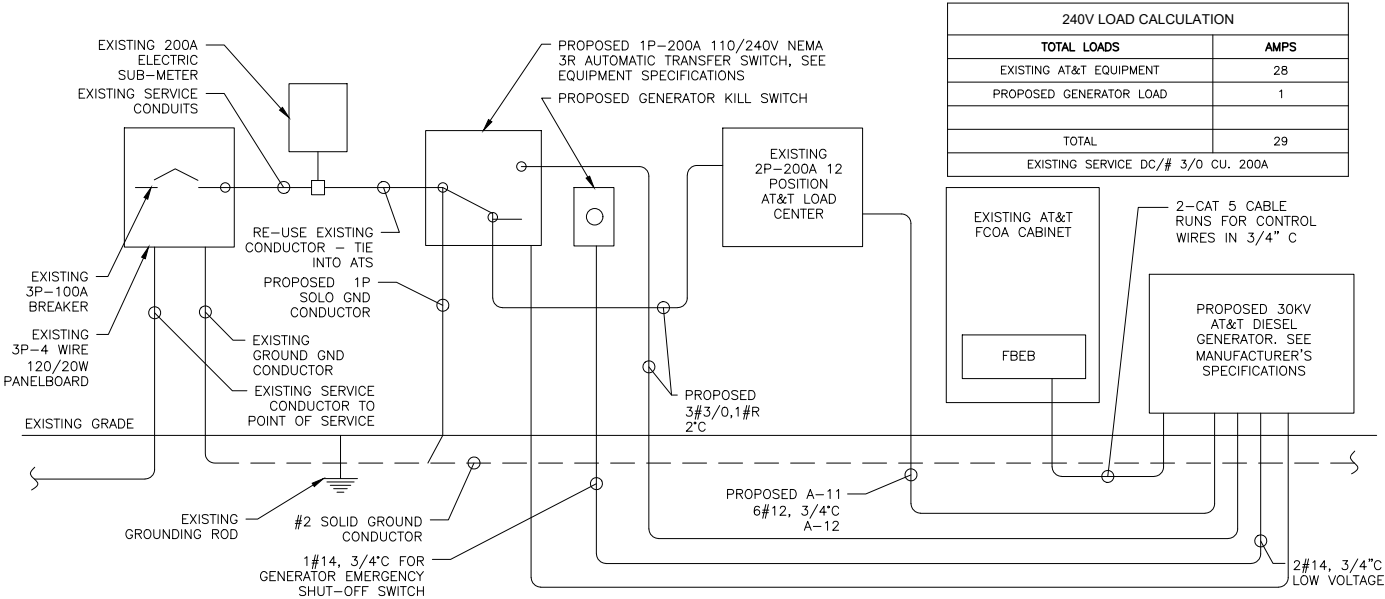 240V LOAD CALCULATION
TOTAL LOADS AMPS
EXISTING AT&T EQUIPMENT 28
PROPOSED GENERATOR LOAD 1
TOTAL 29
EXISTING SERVICE DC/# 3/0 CU. 200A
EXISTING 200A
ELECTRIC
SUB-METER
EXISTING SERVICE
CONDUITS
PROPOSED 1P-200A 110/240V NEMA
3R AUTOMATIC TRANSFER SWITCH, SEE
EQUIPMENT SPECIFICATIONS
PROPOSED GENERATOR KILL SWITCH
EXISTING
2P-200A 12
POSITION
AT&T LOAD
CENTER
EXISTING AT&T
FCOA CABINET
2-CAT 5 CABLE
RUNS FOR CONTROL
WIRES IN 3/4" C
RE-USE EXISTING
CONDUCTOR - TIE
INTO ATS
PROPOSED 1P
SOLO GND
CONDUCTOR
EXISTING
3P-100A
BREAKER
EXISTING
3P-4 WIRE
120/20W
PANELBOARD
EXISTING
GROUND GND
CONDUCTOR
EXISTING SERVICE
CONDUCTOR TO
POINT OF SERVICE
PROPOSED 30KV
AT&T DIESEL
GENERATOR. SEE
MANUFACTURER'S
SPECIFICATIONS
FBEB
PROPOSED
3#3/0,1#R
2"C
EXISTING GRADE
EXISTING
GROUNDING ROD
#2 SOLID GROUND
CONDUCTOR
1#14, 3/4"C FOR
GENERATOR EMERGENCY
SHUT-OFF SWITCH
PROPOSED A-11
6#12, 3/4"C
A-12
2#14, 3/4"C
LOW VOLTAGE